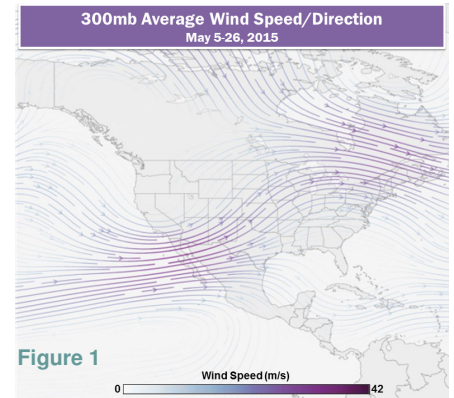 300mb Average Wind Speed/Direction
May 5-26, 2015
Figure 1
Wind Speed (m/s)
0 42